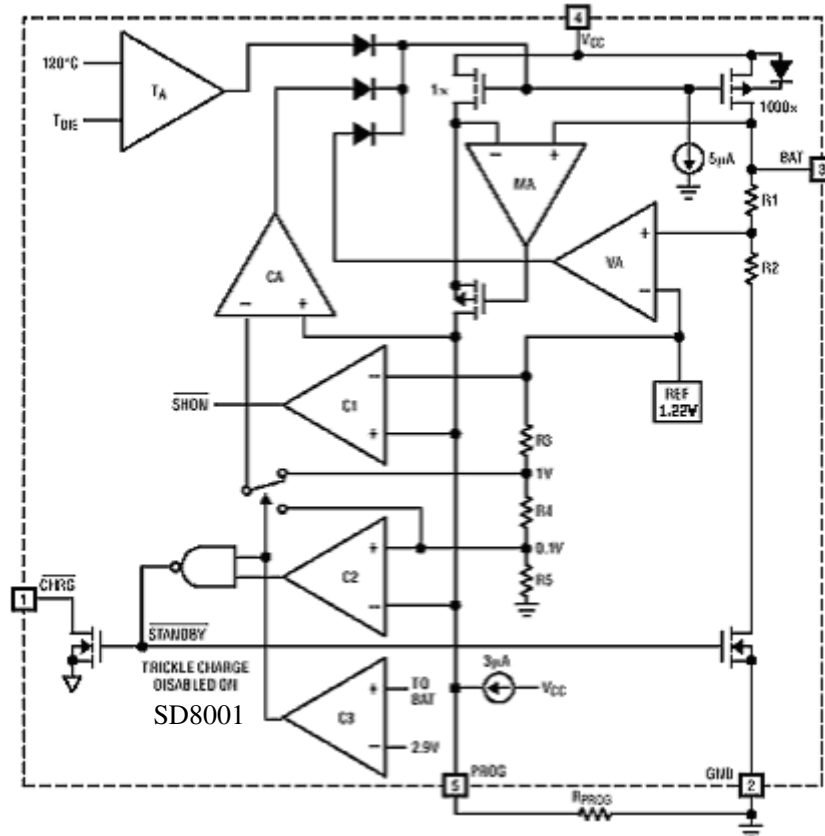 4
VCC
120°C
TA
TDIE
1x
1000x
5µA
BAT
3
MA
R1
VA
R2
CA
REF
1.22V
SHDN
C1
R3
1V
R4
0.1V
C2
R5
CHRG
1
STANDBY
TRICKLE CHARGE
DISABLED ON
SD8001
3µA
VCC
C3
TO
BAT
2.9V
5
PROG
GND
2
RPROG